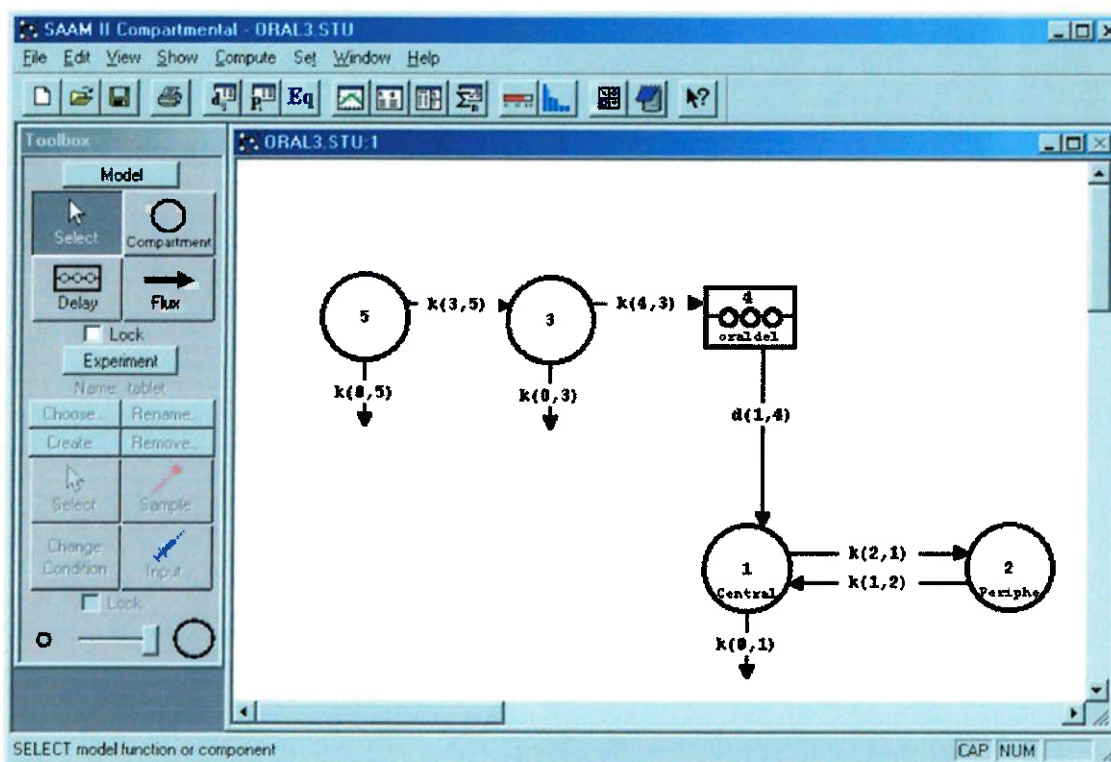 SAAM II Compartmental - ORAL3.STU
File Edit View Show Compute Set Window Help
Eq
Toolbox
Model
Select Compartment
Delay Flux
Lock
Experiment
Name: tablet
Choose... Rename...
Create Remove...
Select Sample
Change Condition Input
Lock
ORAL3.STU:1
5 k(3,5) 3 k(4,3) 4
oraldel
k(0,5) k(0,3)
d(1,4)
1 k(2,1) 2
Central k(1,2) Periphe
k(0,1)
SELECT model function or component CAP NUM